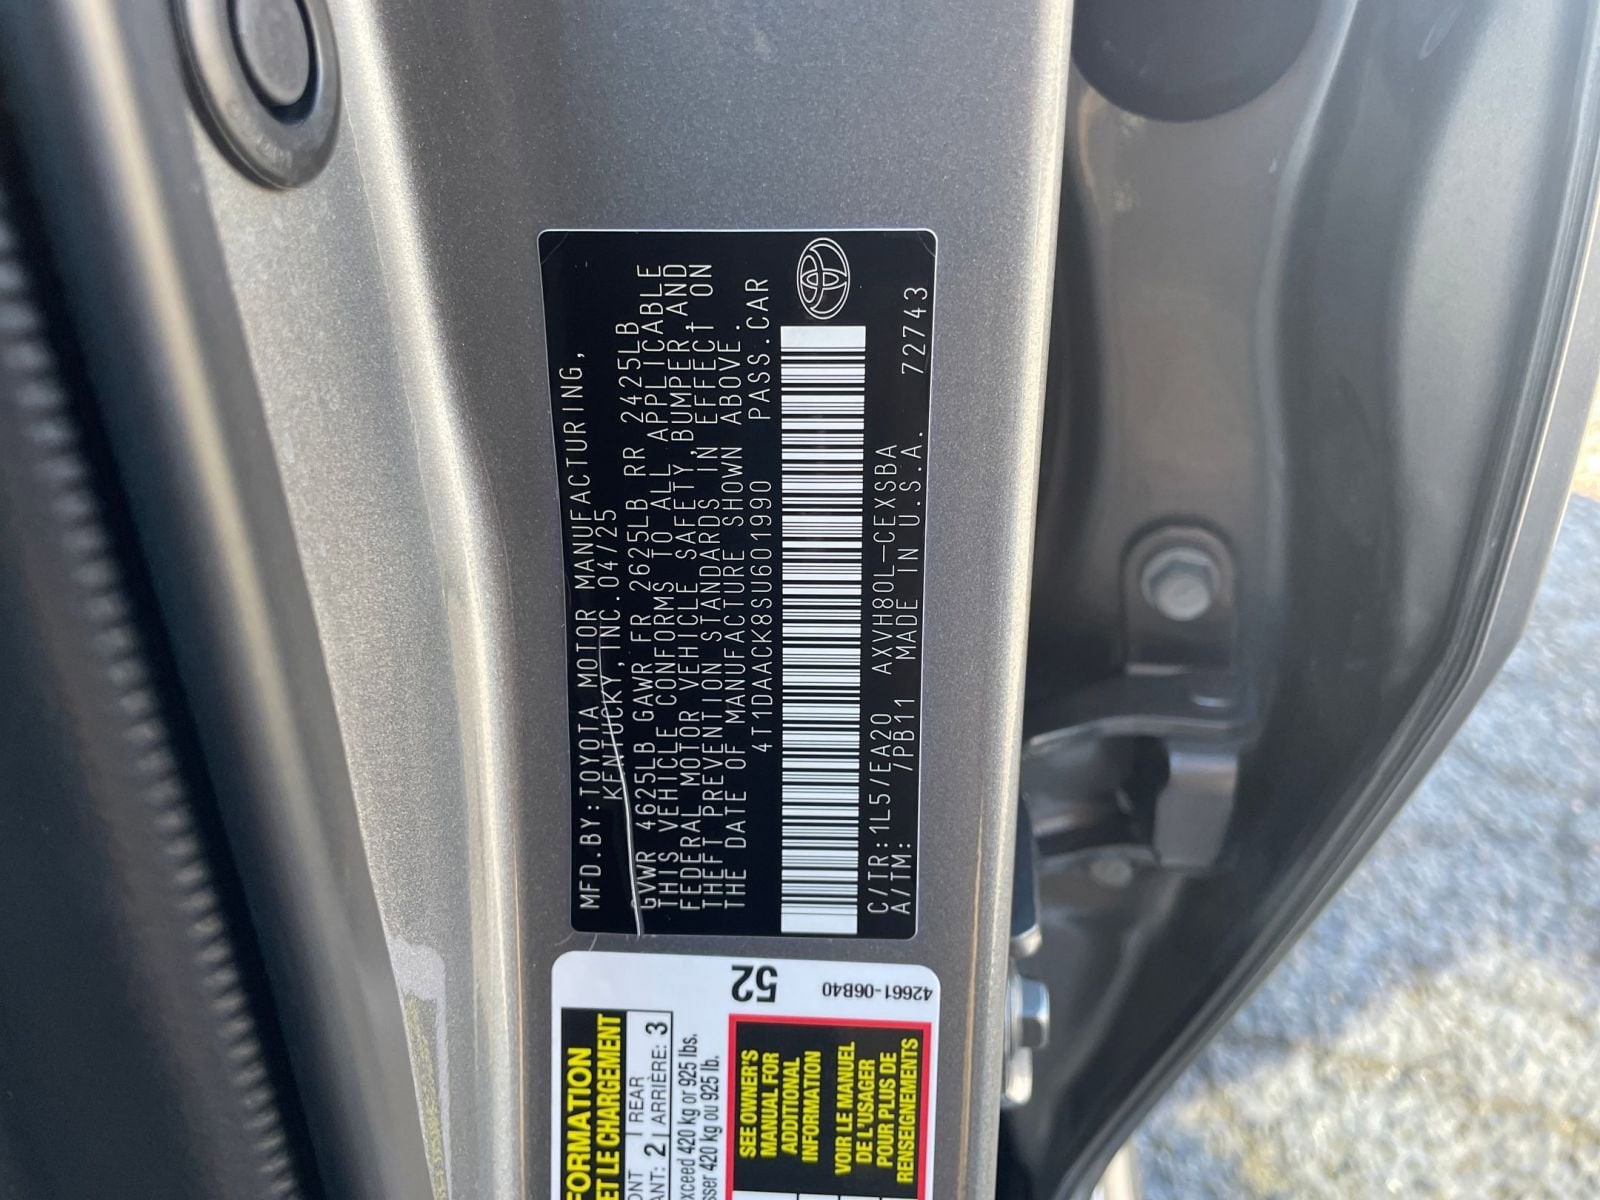 MFD.BY:TOYOTA MOTOR MANUFACTURING,
KENTUCKY,INC.04/25
GVWR 4625LB GAWR FR 2625LB RR 2425LB
THIS VEHICLE CONFORMS TO ALL APPLICABLE
FEDERAL MOTOR VEHICLE SAFETY,BUMPER,AND
THEFT PREVENTION STANDARDS IN EFFECT ON
THE DATE OF MANUFACTURE SHOWN ABOVE.
4T1DAACK8SU601990 PASS.CAR
C/TR:1L5/EA20 AXVH80L-CEXSBA 72743
A/TM: /PB11 MADE IN U.S.A.
52
42661-06B40
FORMATION
ET LE CHARGEMENT
ONT | REAR
ANT: 2 | ARRIÈRE: 3
xceed 420 kg or 925 lbs.
sser 420 kg ou 925 lb.
SEE OWNER'S
MANUAL FOR
ADDITIONAL
INFORMATION
VOIR LE MANUEL
DE L'USAGER
POUR PLUS DE
RENSEIGNEMENTS